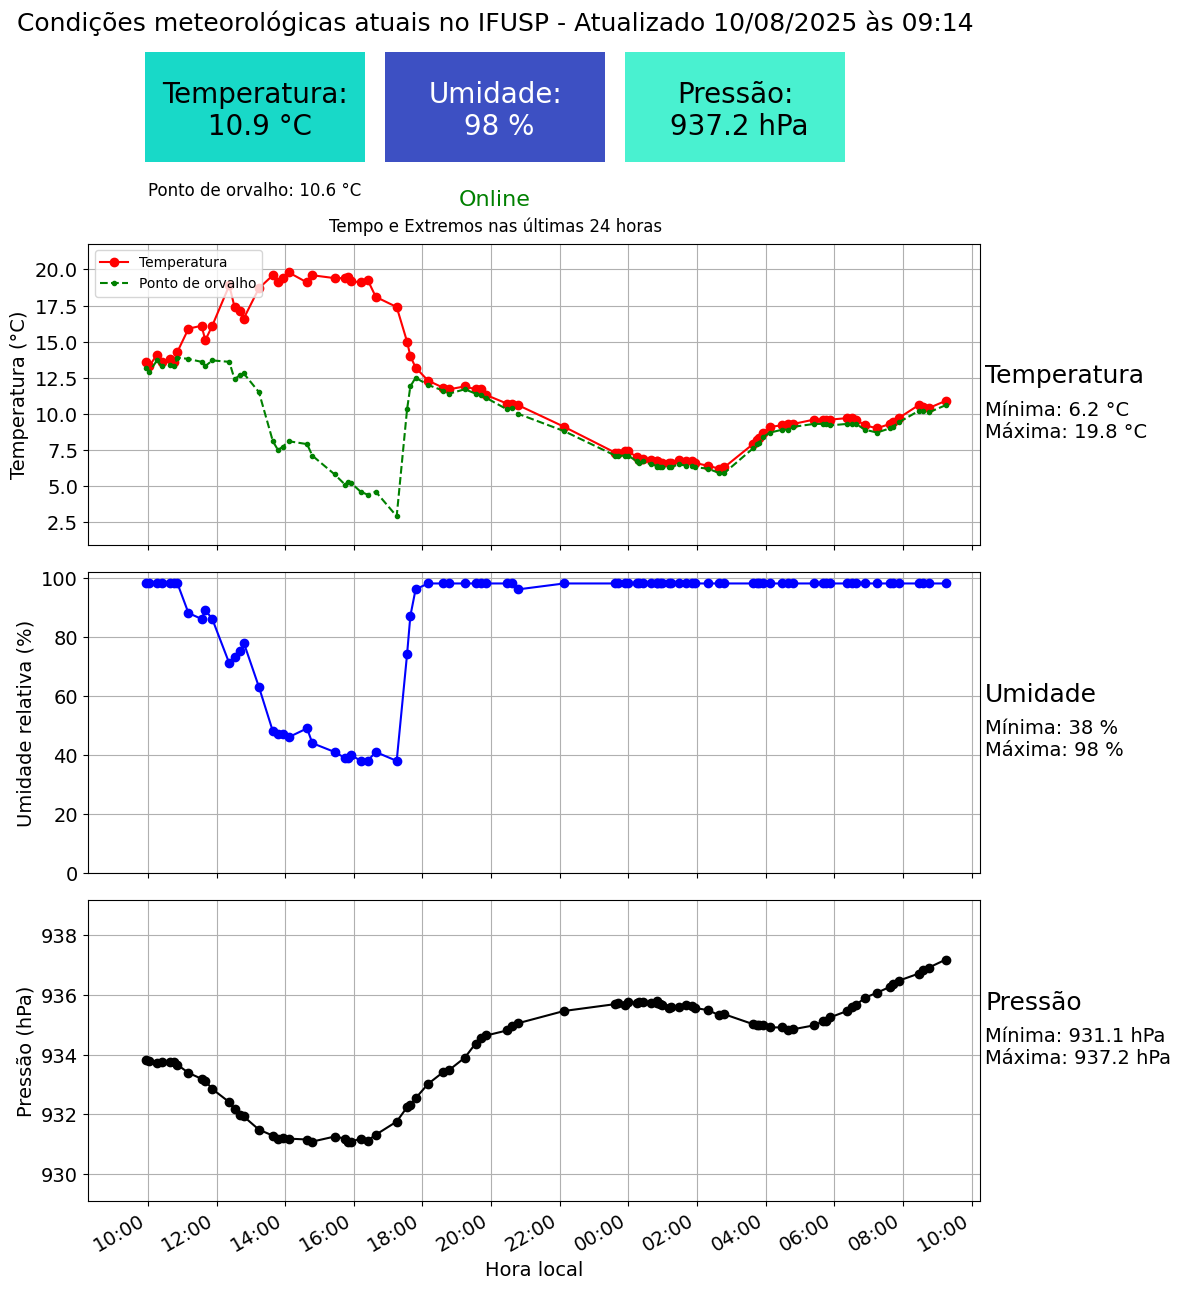 Condições meteorológicas atuais no IFUSP - Atualizado 10/08/2025 às 09:14
Temperatura:
10.9 °C
Umidade:
98 %
Pressão:
937.2 hPa
Ponto de orvalho: 10.6 °C
Online
Tempo e Extremos nas últimas 24 horas
Temperatura
Ponto de orvalho
Temperatura (°C)
20.0
17.5
15.0
12.5
10.0
7.5
5.0
2.5
Temperatura
Mínima: 6.2 °C
Máxima: 19.8 °C
Umidade relativa (%)
100
80
60
40
20
0
Umidade
Mínima: 38 %
Máxima: 98 %
Pressão (hPa)
938
936
934
932
930
Pressão
Mínima: 931.1 hPa
Máxima: 937.2 hPa
10:00 12:00 14:00 16:00 18:00 20:00 22:00 00:00 02:00 04:00 06:00 08:00 10:00
Hora local